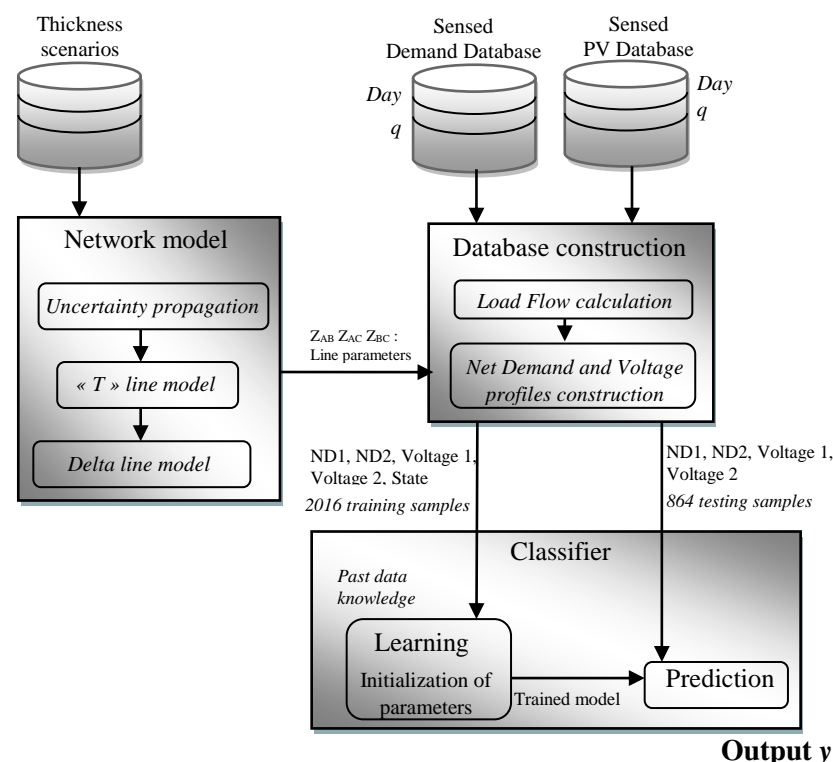 Thickness
scenarios
Sensed
Demand Database
Sensed
PV Database
Day
q
Day
q
Network model
Uncertainty propagation
« T » line model
Delta line model
ZAB ZAC ZBC :
Line parameters
Database construction
Load Flow calculation
Net Demand and Voltage
profiles construction
ND1, ND2, Voltage 1,
Voltage 2, State
2016 training samples
ND1, ND2, Voltage 1,
Voltage 2
864 testing samples
Classifier
Past data
knowledge
Learning
Initialization of
parameters
Trained model
Prediction
Output y